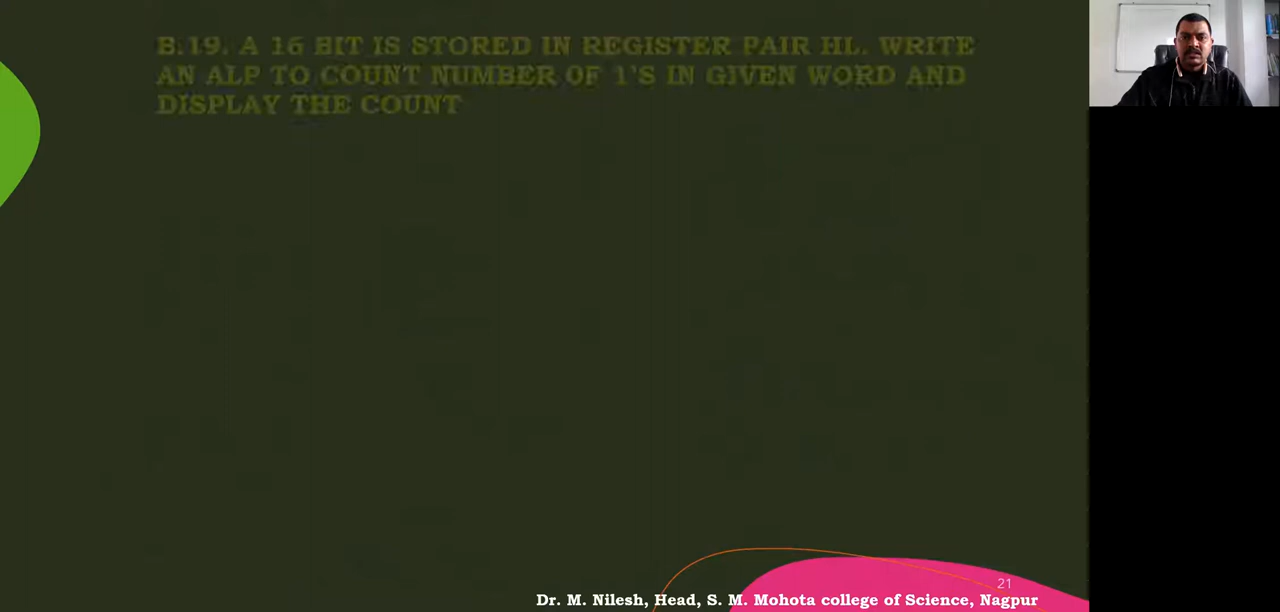 B.19. A 16 BIT IS STORED IN REGISTER PAIR HL. WRITE
AN ALP TO COUNT NUMBER OF 1'S IN GIVEN WORD AND
DISPLAY THE COUNT
21
Dr. M. Nilesh, Head, S. M. Mohota college of Science, Nagpur